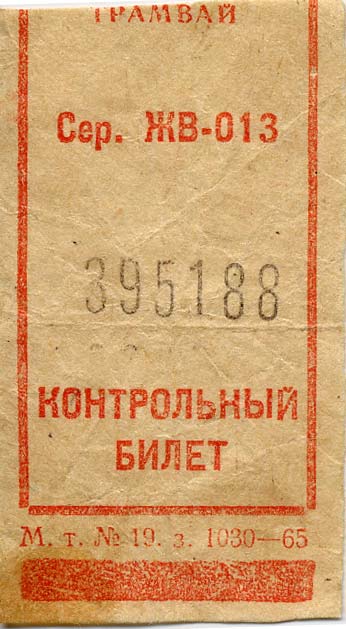 ТРАМВАЙ
Сер. ЖВ-013
395188
КОНТРОЛЬНЫЙ
БИЛЕТ
М. т. № 19. з. 1030—65